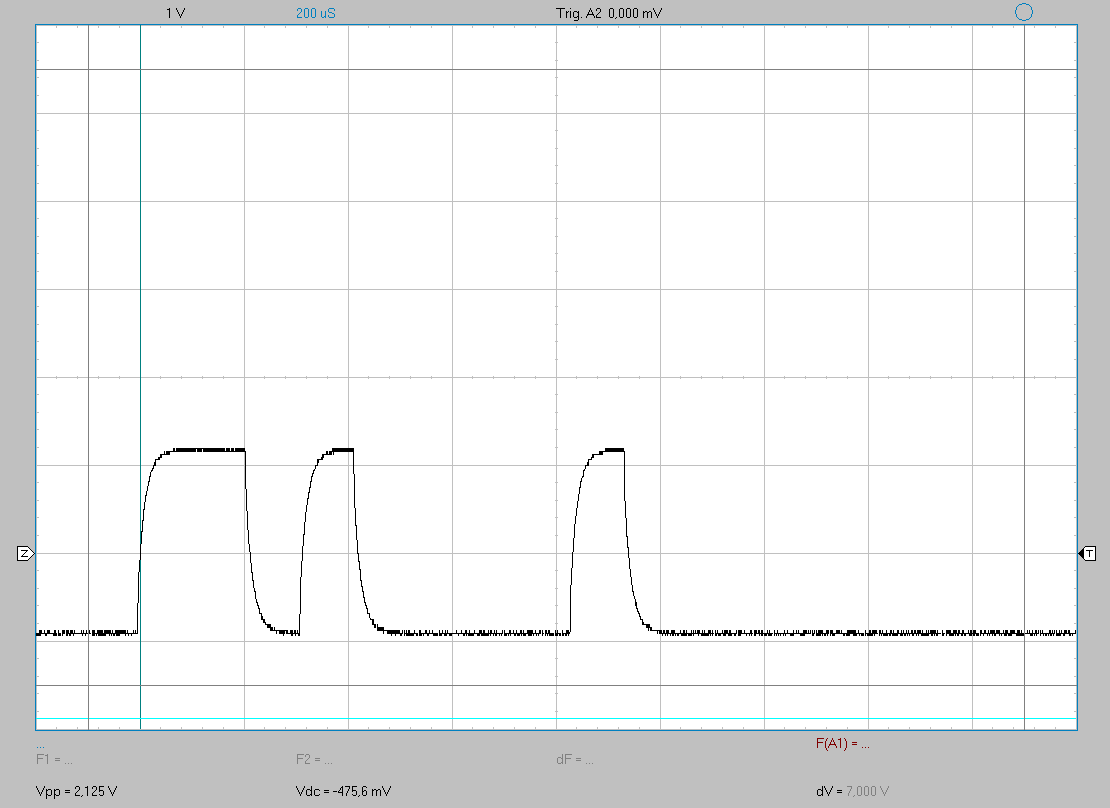 1 V 200 uS Trig. A2 0,000 mV
Z T
... F(A1) = ...
F1 = ... F2 = ... dF = ...
Vpp = 2,125 V Vdc = -475,6 mV dV = 7,000 V